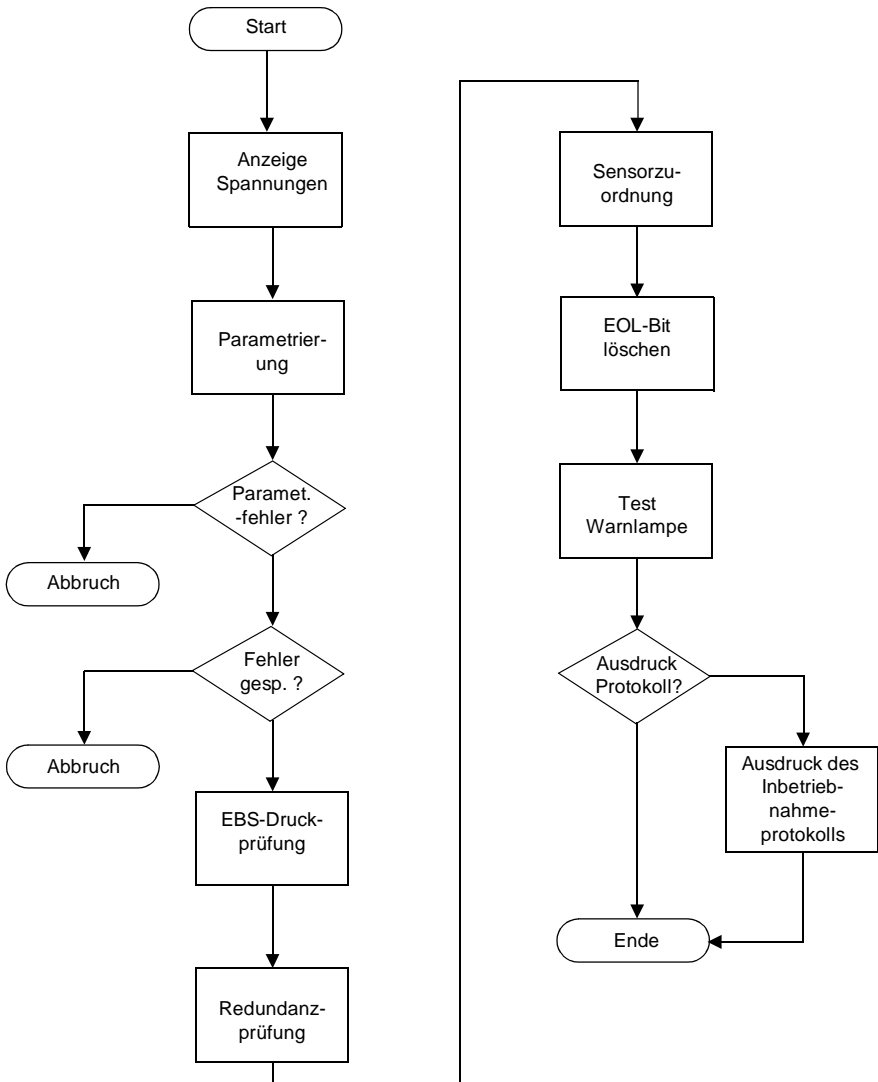 Start
Anzeige
Spannungen
Parametrier-
ung
Paramet.
-fehler ?
Abbruch
Fehler
gesp. ?
Abbruch
EBS-Druck-
prüfung
Redundanz-
prüfung
Sensorzu-
ordnung
EOL-Bit
löschen
Test
Warnlampe
Ausdruck
Protokoll?
Ausdruck des
Inbetrieb-
nahme-
protokolls
Ende